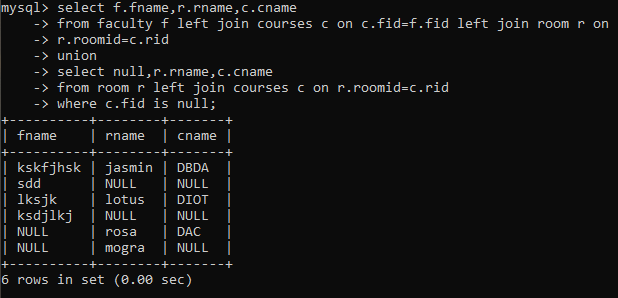 mysql> select f.fname,r.rname,c.cname
    -> from faculty f left join courses c on c.fid=f.fid left join room r on
    -> r.roomid=c.rid
    -> union
    -> select null,r.rname,c.cname
    -> from room r left join courses c on r.roomid=c.rid
    -> where c.fid is null;
+----------+--------+-------+
| fname    | rname  | cname |
+----------+--------+-------+
| kskfjhsk | jasmin | DBDA  |
| sdd      | NULL   | NULL  |
| lksjk    | lotus  | DIOT  |
| ksdjlkj  | NULL   | NULL  |
| NULL     | rosa   | DAC   |
| NULL     | mogra  | NULL  |
+----------+--------+-------+
6 rows in set (0.00 sec)